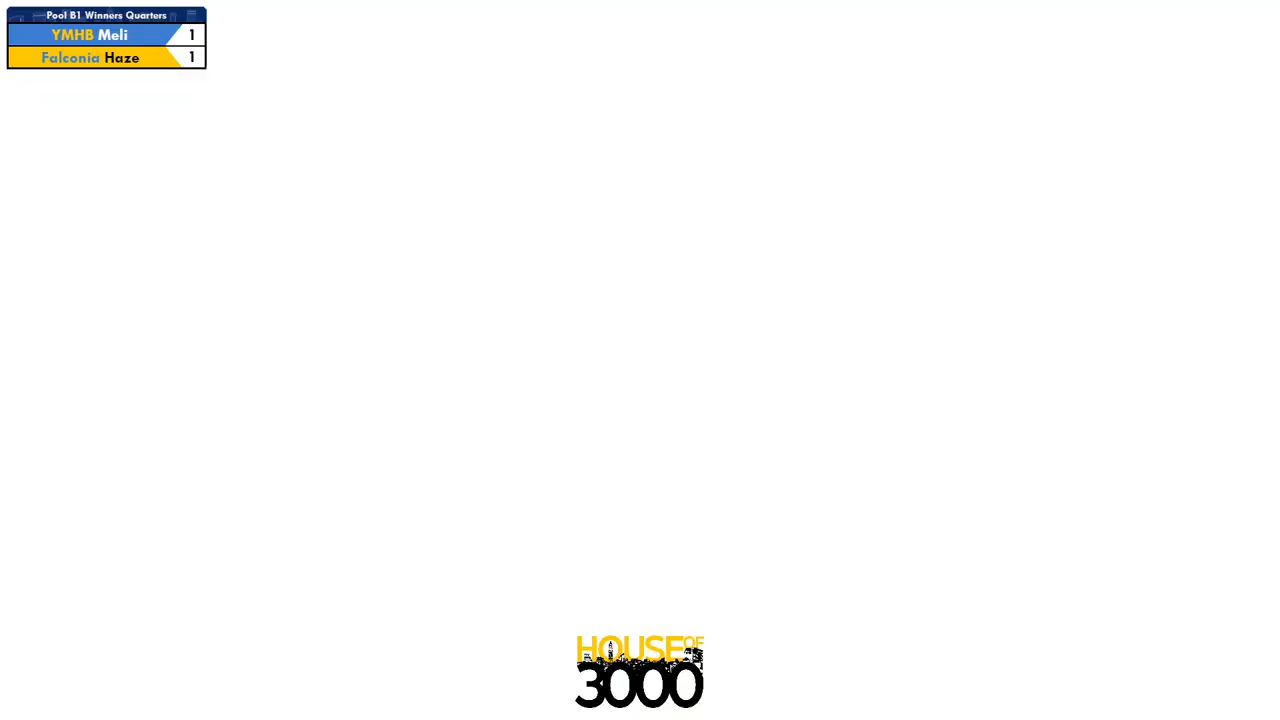 Pool B1 Winners Quarters
YMHB Meli 1
Falconia Haze 1
HOUSE OF
3000